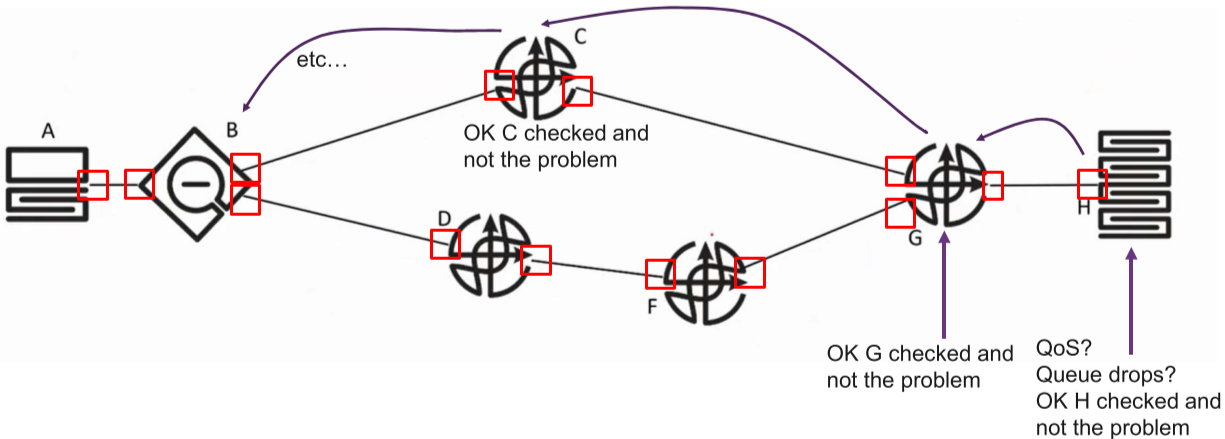 etc...
C
A
B
OK C checked and
not the problem
D
F
G
H
OK G checked and
not the problem
QoS?
Queue drops?
OK H checked and
not the problem